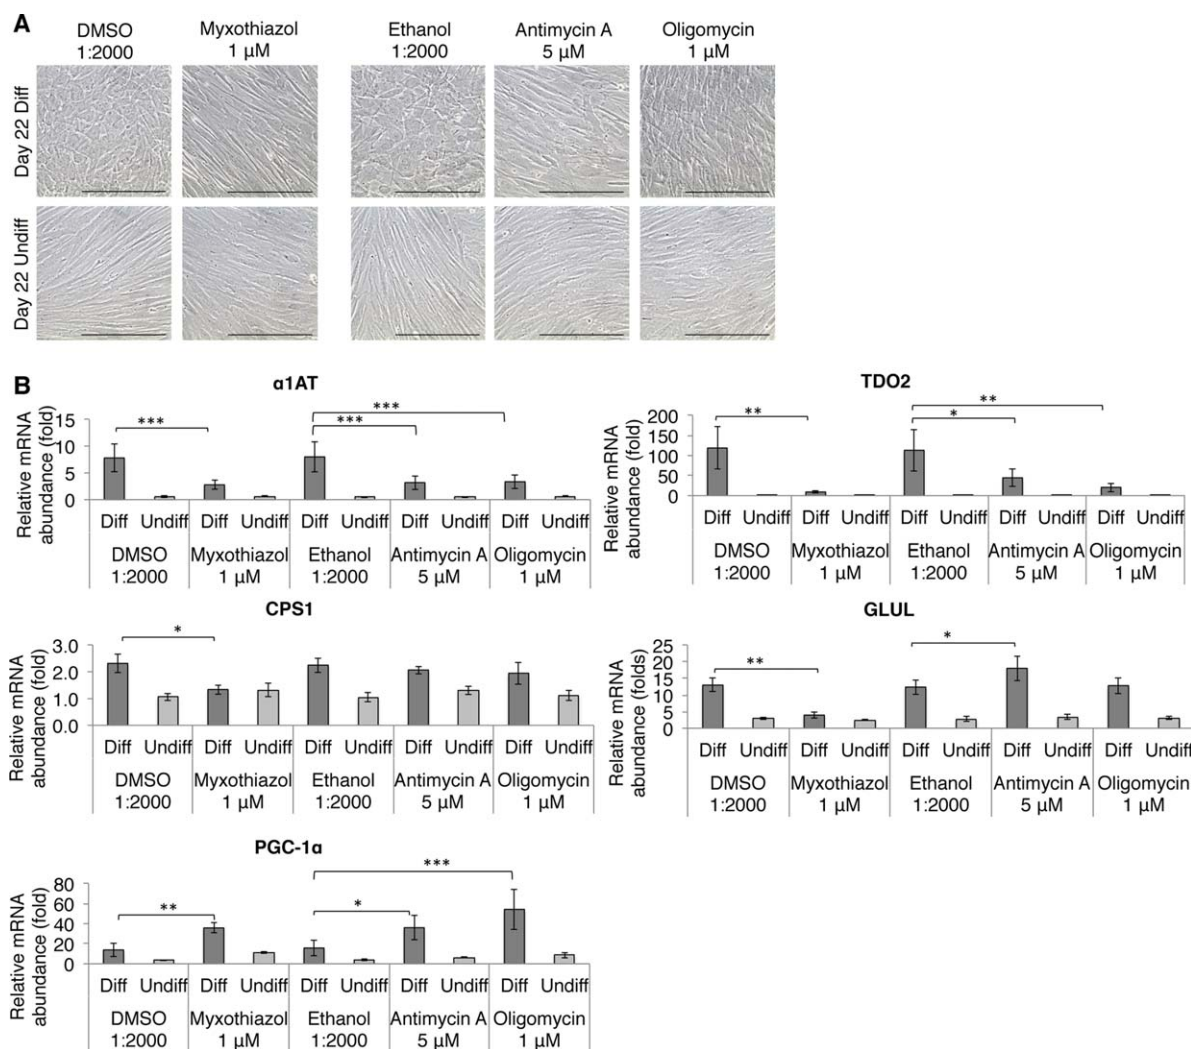 A
DMSO
1:2000
Myxothiazol
1 µM
Ethanol
1:2000
Antimycin A
5 µM
Oligomycin
1 µM
Day 22 Diff
Day 22 Undiff
B
α1AT
Relative mRNA
abundance (fold)
15
10
5
0
***
***
***
Diff Undiff Diff Undiff Diff Undiff Diff Undiff Diff Undiff
DMSO Myxothiazol Ethanol Antimycin A Oligomycin
1:2000 1 µM 1:2000 5 µM 1 µM
TDO2
Relative mRNA
abundance (fold)
200
150
100
50
0
**
**
*
Diff Undiff Diff Undiff Diff Undiff Diff Undiff Diff Undiff
DMSO Myxothiazol Ethanol Antimycin A Oligomycin
1:2000 1 µM 1:2000 5 µM 1 µM
CPS1
Relative mRNA
abundance (fold)
3.0
2.0
1.0
0.0
*
Diff Undiff Diff Undiff Diff Undiff Diff Undiff Diff Undiff
DMSO Myxothiazol Ethanol Antimycin A Oligomycin
1:2000 1 µM 1:2000 5 µM 1 µM
GLUL
Relative mRNA
abundance (folds)
25
20
15
10
5
0
**
*
Diff Undiff Diff Undiff Diff Undiff Diff Undiff Diff Undiff
DMSO Myxothiazol Ethanol Antimycin A Oligomycin
1:2000 1 µM 1:2000 5 µM 1 µM
PGC-1α
Relative mRNA
abundance (fold)
80
60
40
20
0
**
***
*
Diff Undiff Diff Undiff Diff Undiff Diff Undiff Diff Undiff
DMSO Myxothiazol Ethanol Antimycin A Oligomycin
1:2000 1 µM 1:2000 5 µM 1 µM